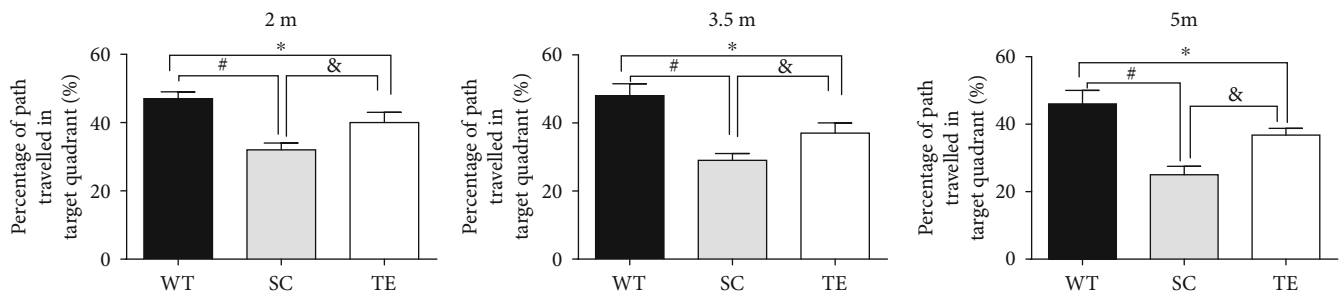 2 m
Percentage of path
travelled in
target quadrant (%)
60
40
20
0
*
#
&
WT
SC
TE
3.5 m
Percentage of path
travelled in
target quadrant (%)
60
40
20
0
*
#
&
WT
SC
TE
5m
Percentage of path
travelled in
target quadrant (%)
60
40
20
0
*
#
&
WT
SC
TE